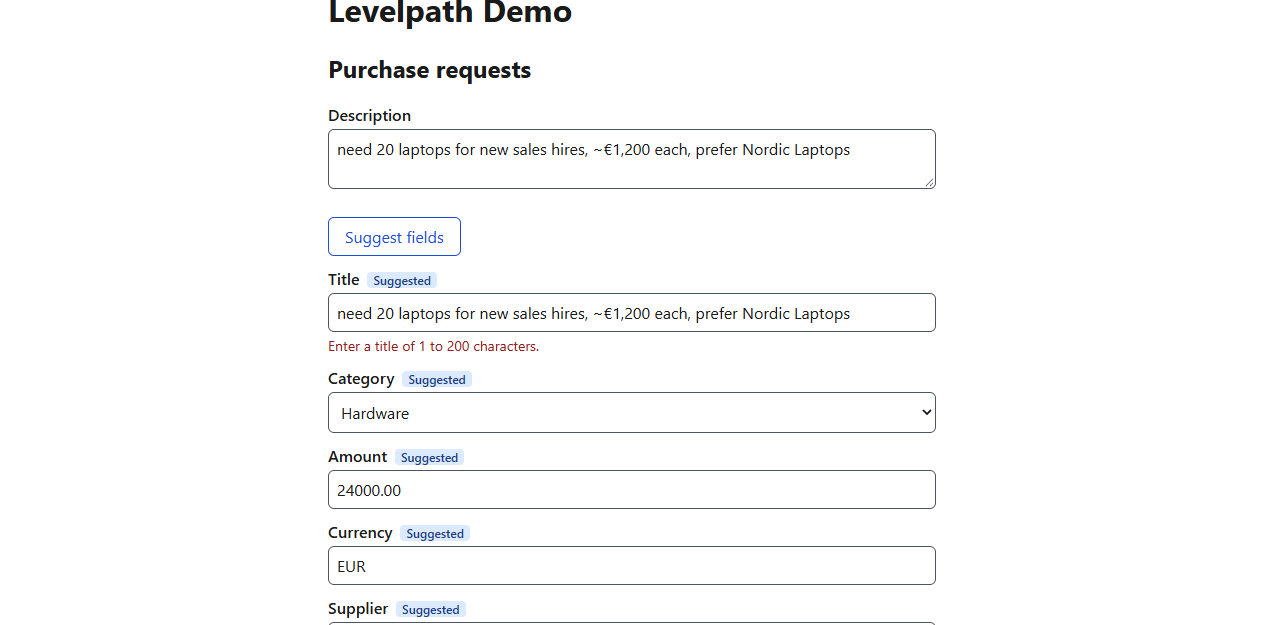 Levelpath Demo
Purchase requests
Description
need 20 laptops for new sales hires, ~€1,200 each, prefer Nordic Laptops
Suggest fields
Title Suggested
need 20 laptops for new sales hires, ~€1,200 each, prefer Nordic Laptops
Enter a title of 1 to 200 characters.
Category Suggested
Hardware
Amount Suggested
24000.00
Currency Suggested
EUR
Supplier Suggested